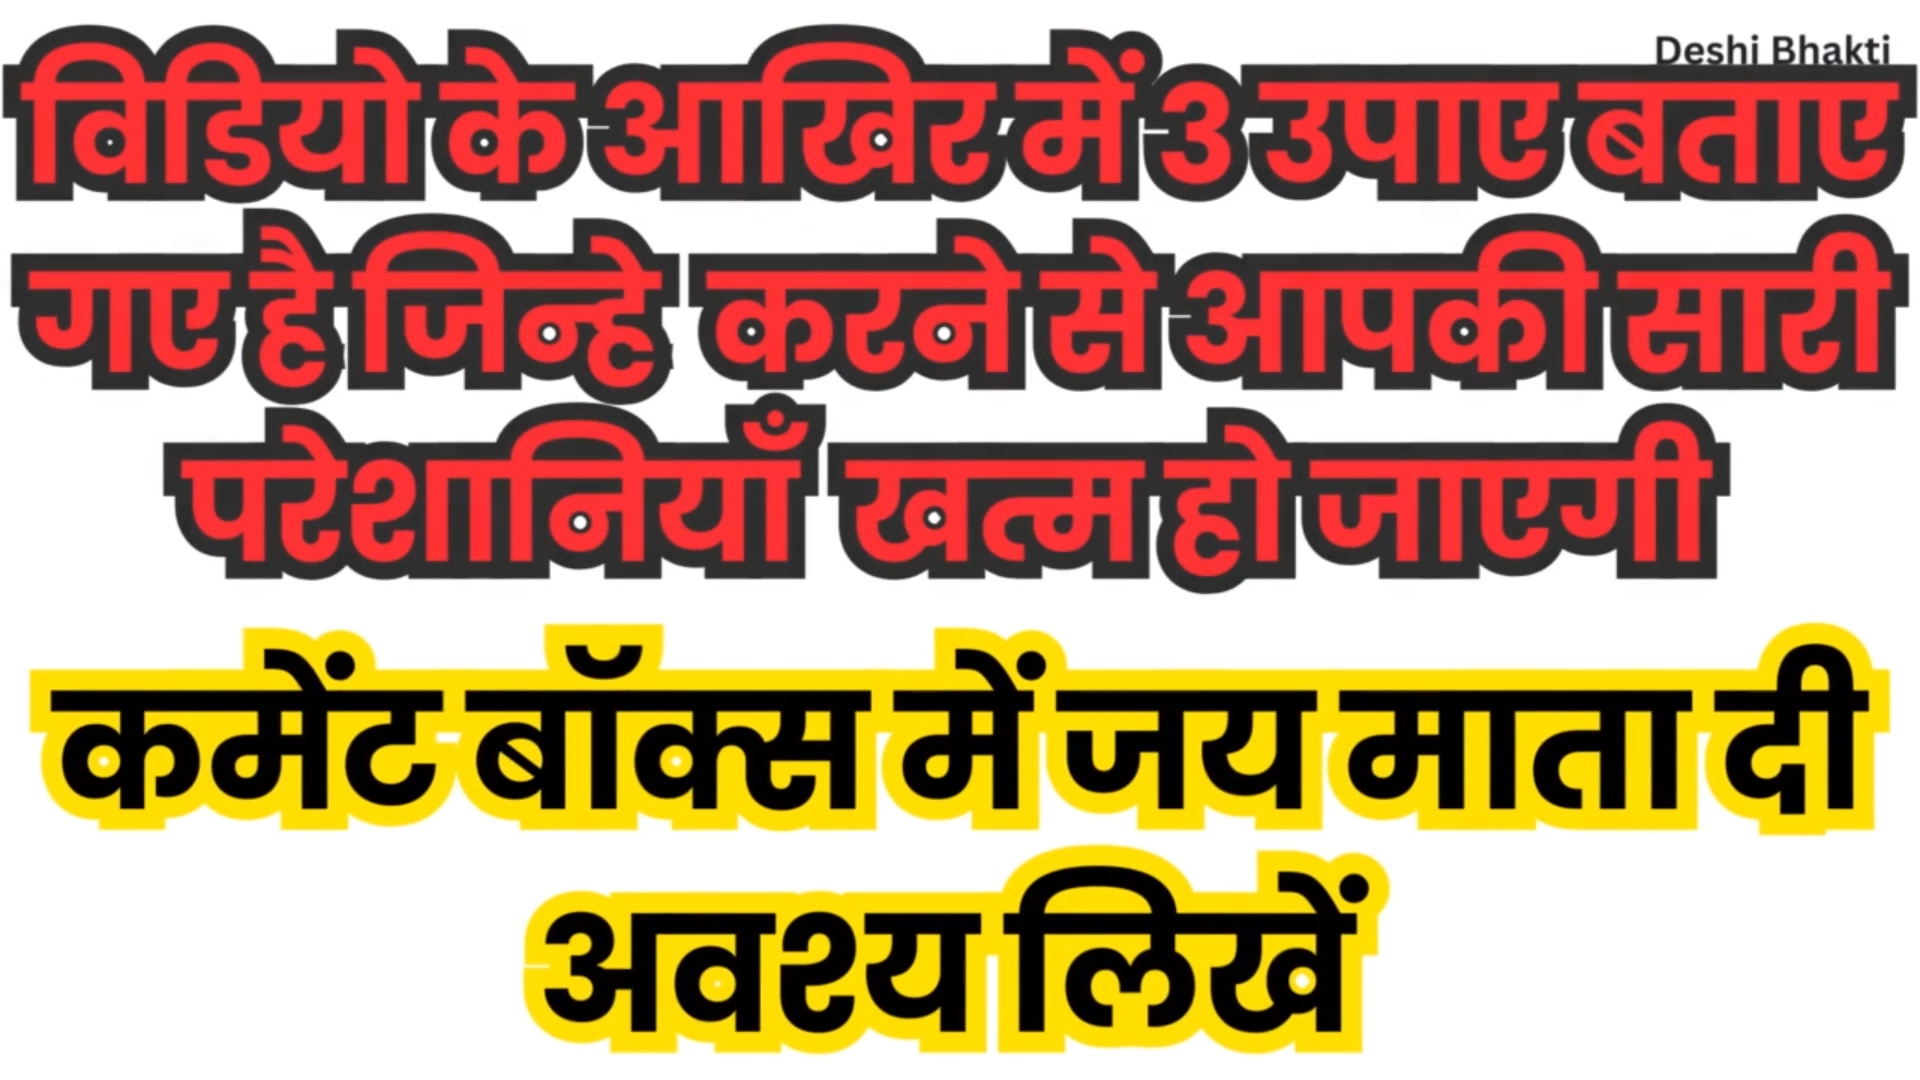 Deshi Bhakti
विडियो के आखिर में 3 उपाए बताए
गए है जिन्हे करने से आपकी सारी
परेशानियाँ खत्म हो जाएगी
कमेंट बॉक्स में जय माता दी
अवश्य लिखें